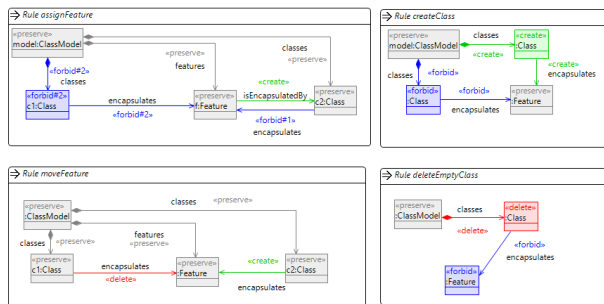 Rule assignFeature
«preserve»
model:ClassModel
classes
«preserve»
«preserve»
features
«forbid#2»
classes
«create»
isEncapsulatedBy
«forbid#2»
c1:Class
encapsulates
«forbid#2»
«preserve»
f:Feature
«forbid#1»
encapsulates
«preserve»
c2:Class
Rule createClass
«preserve»
model:ClassModel
classes
«create»
:Class
«create»
encapsulates
classes
«forbid»
«forbid»
:Class
«forbid»
encapsulates
«preserve»
:Feature
Rule moveFeature
«preserve»
:ClassModel
classes
«preserve»
features
«preserve»
classes
«preserve»
«preserve»
c1:Class
encapsulates
«delete»
«preserve»
:Feature
«create»
encapsulates
«preserve»
c2:Class
Rule deleteEmptyClass
«preserve»
:ClassModel
classes
«delete»
«delete»
:Class
«forbid»
encapsulates
«forbid»
:Feature